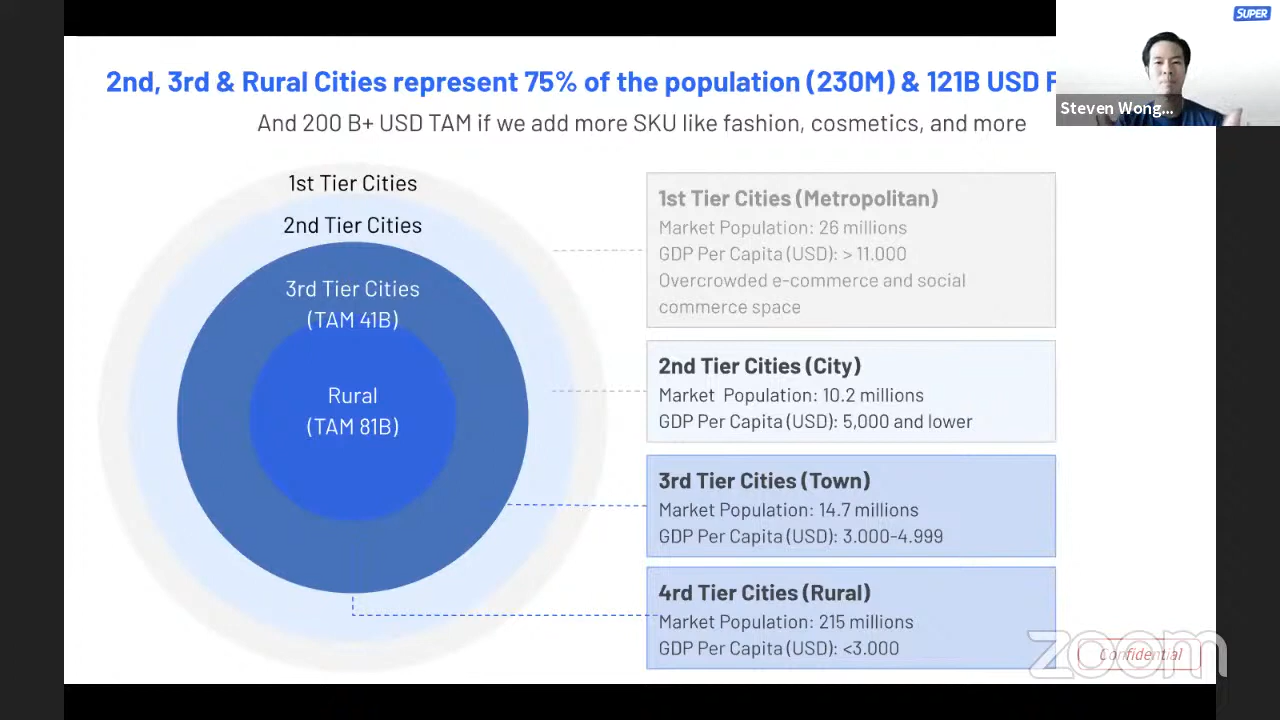 SUPER
2nd, 3rd & Rural Cities represent 75% of the population (230M) & 121B USD
And 200 B+ USD TAM if we add more SKU like fashion, cosmetics, and more
Steven Wong...
1st Tier Cities
2nd Tier Cities
3rd Tier Cities
(TAM 41B)
Rural
(TAM 81B)
1st Tier Cities (Metropolitan)
Market Population: 26 millions
GDP Per Capita (USD): > 11.000
Overcrowded e-commerce and social
commerce space
2nd Tier Cities (City)
Market Population: 10.2 millions
GDP Per Capita (USD): 5,000 and lower
3rd Tier Cities (Town)
Market Population: 14.7 millions
GDP Per Capita (USD): 3.000-4.999
4rd Tier Cities (Rural)
Market Population: 215 millions
GDP Per Capita (USD): <3.000
zoom
Confidential